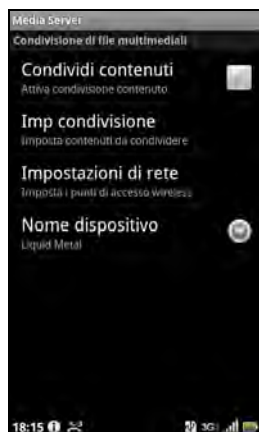 Media Server
Condivisione di file multimediali
Condividi contenuti
Attiva condivisione contenuto
Imp condivisione
Imposta contenuti da condividere
Impostazioni di rete
Imposta i punti di accesso wireless
Nome dispositivo
Liquid Metal
18:15 3G